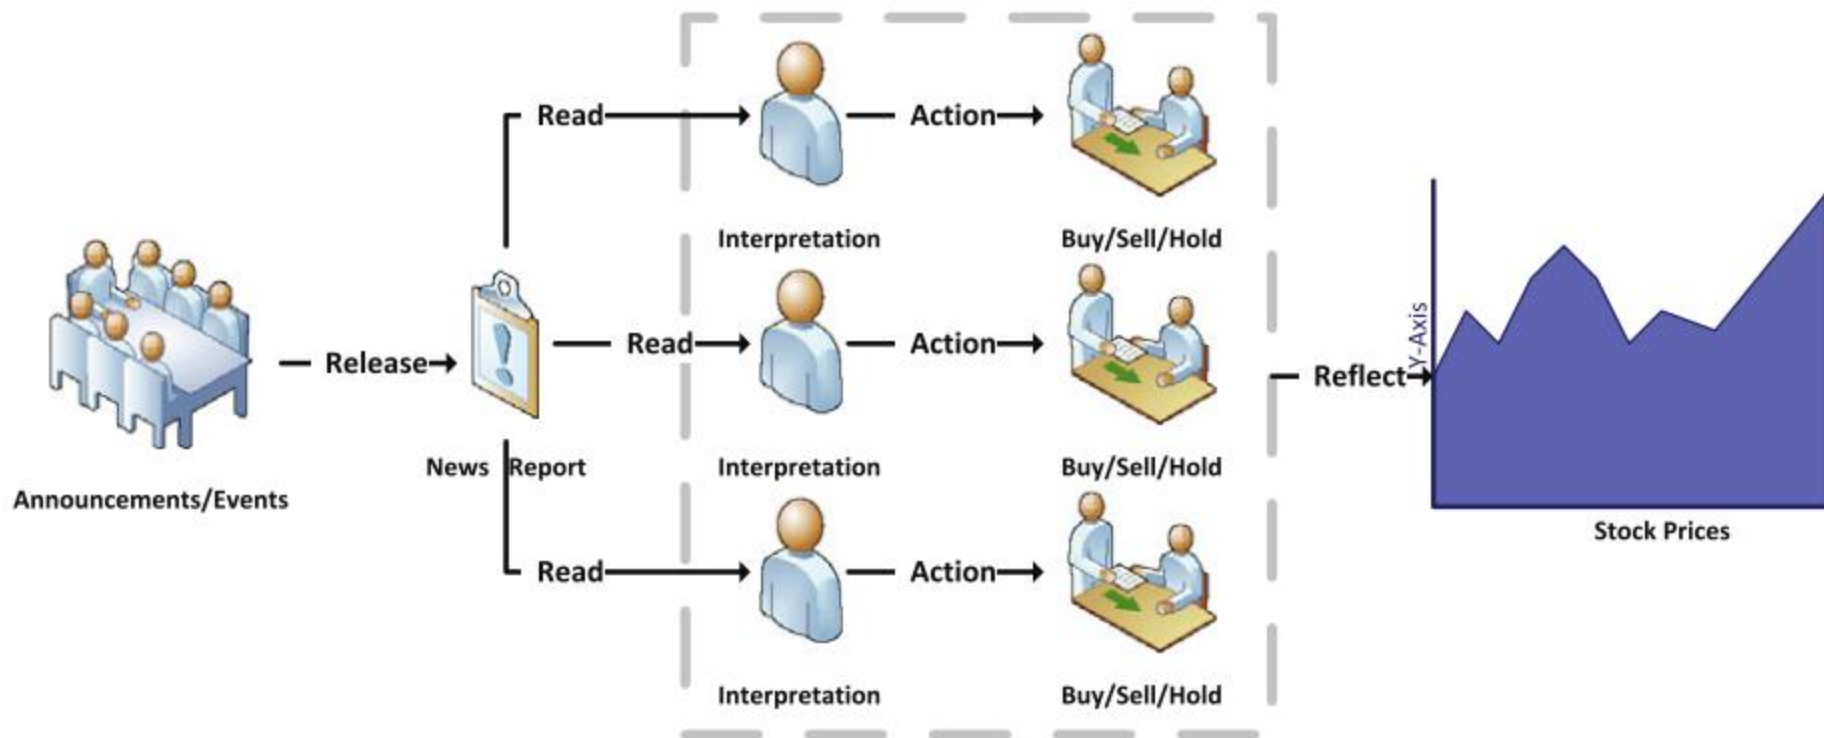 Read
Action
Interpretation
Buy/Sell/Hold
Release
Read
Action
Reflect
Y-Axis
News Report
Interpretation
Buy/Sell/Hold
Announcements/Events
Stock Prices
Read
Action
Interpretation
Buy/Sell/Hold